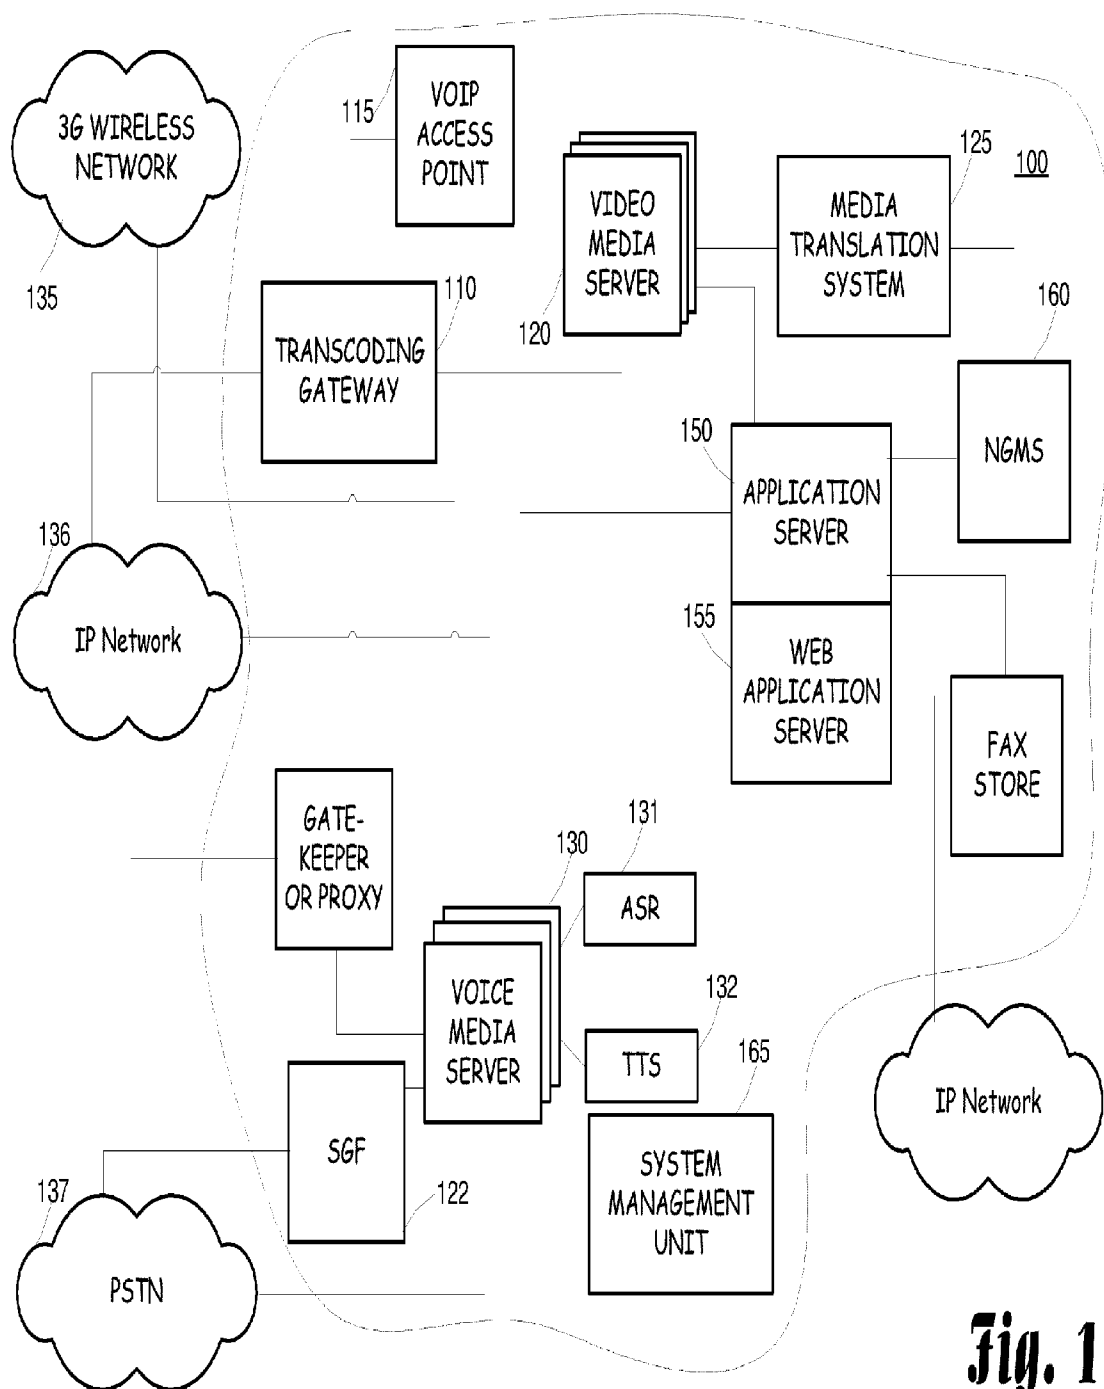 3G WIRELESS
NETWORK
135
115
VOIP
ACCESS
POINT
VIDEO
MEDIA
SERVER
120
MEDIA
TRANSLATION
SYSTEM
125
100
110
TRANSCODING
GATEWAY
160
NGMS
150
APPLICATION
SERVER
136
IP Network
155
WEB
APPLICATION
SERVER
FAX
STORE
GATE-
KEEPER
OR PROXY
130
131
ASR
VOICE
MEDIA
SERVER
132
TTS
165
SYSTEM
MANAGEMENT
UNIT
IP Network
SGF
122
137
PSTN
Fig. 1